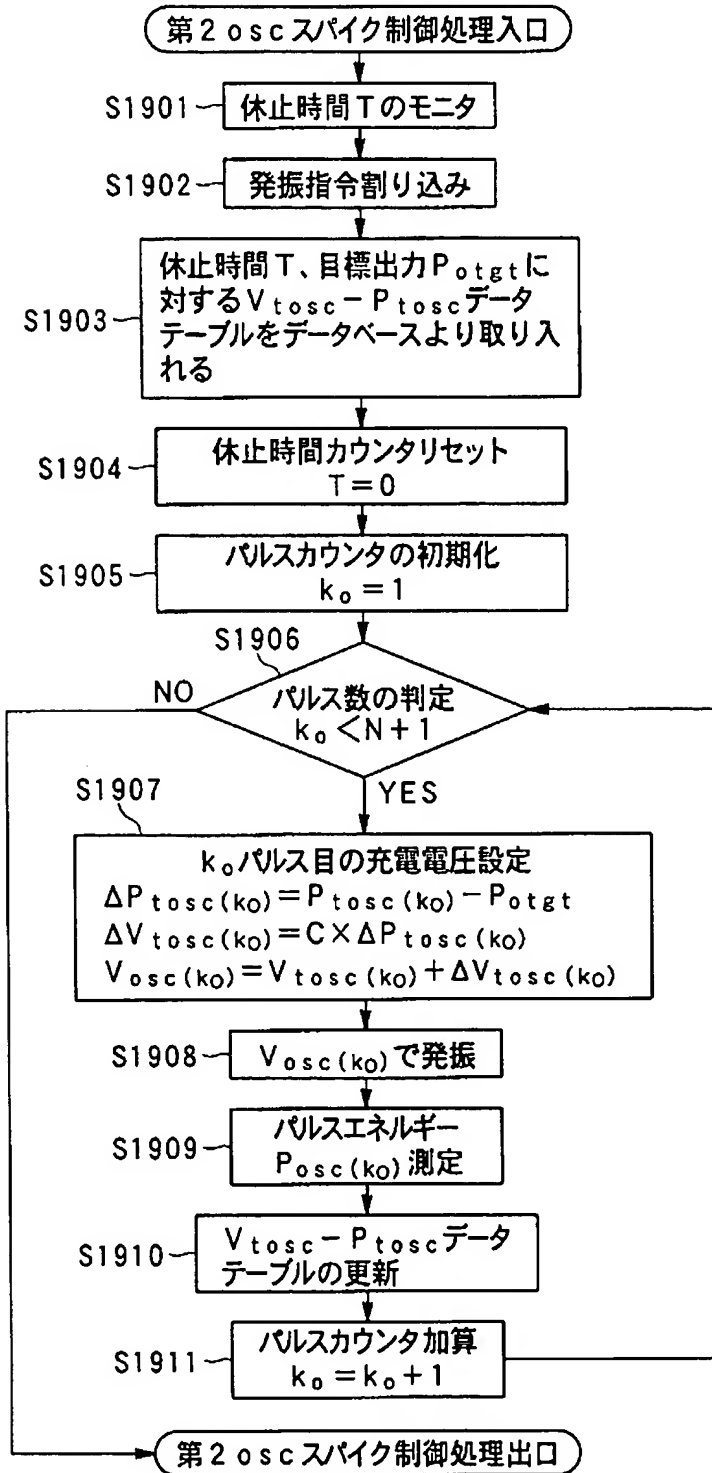 第2oscスパイク制御処理入口
S1901
休止時間Tのモニタ
S1902
発振指令割り込み
S1903
休止時間T、目標出力Potgtに
対するVtosc－Ptoscデータ
テーブルをデータベースより取り入
れる
S1904
休止時間カウンタリセット
T＝0
S1905
パルスカウンタの初期化
ko＝1
S1906
NO
パルス数の判定
ko＜N＋1
YES
S1907
koパルス目の充電電圧設定
ΔPtosc(ko)＝Ptosc(ko)－Potgt
ΔVtosc(ko)＝C×ΔPtosc(ko)
Vosc(ko)＝Vtosc(ko)＋ΔVtosc(ko)
S1908
Vosc(ko)で発振
S1909
パルスエネルギー
Posc(ko)測定
S1910
Vtosc－Ptoscデータ
テーブルの更新
S1911
パルスカウンタ加算
ko＝ko＋1
第2oscスパイク制御処理出口